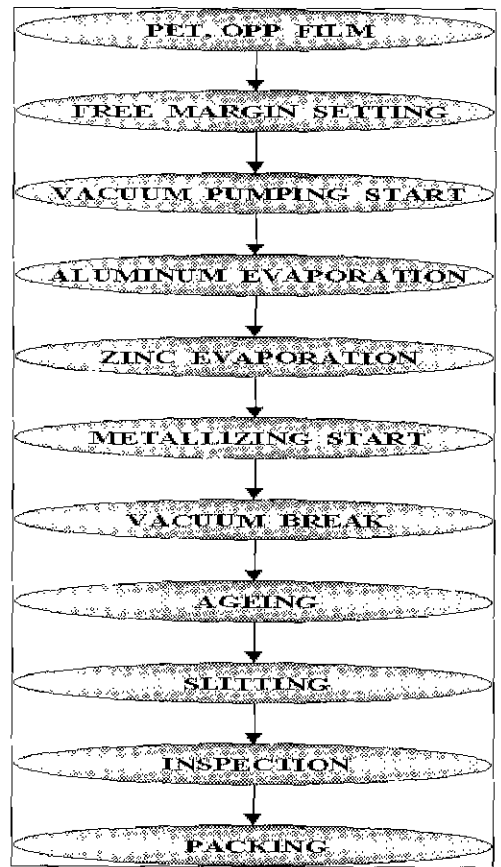 PET, OPP FILM
FREE MARGIN SETTING
VACUUM PUMPING START
ALUMINUM EVAPORATION
ZINC EVAPORATION
METALLIZING START
VACUUM BREAK
AGEING
SLITTING
INSPECTION
PACKING